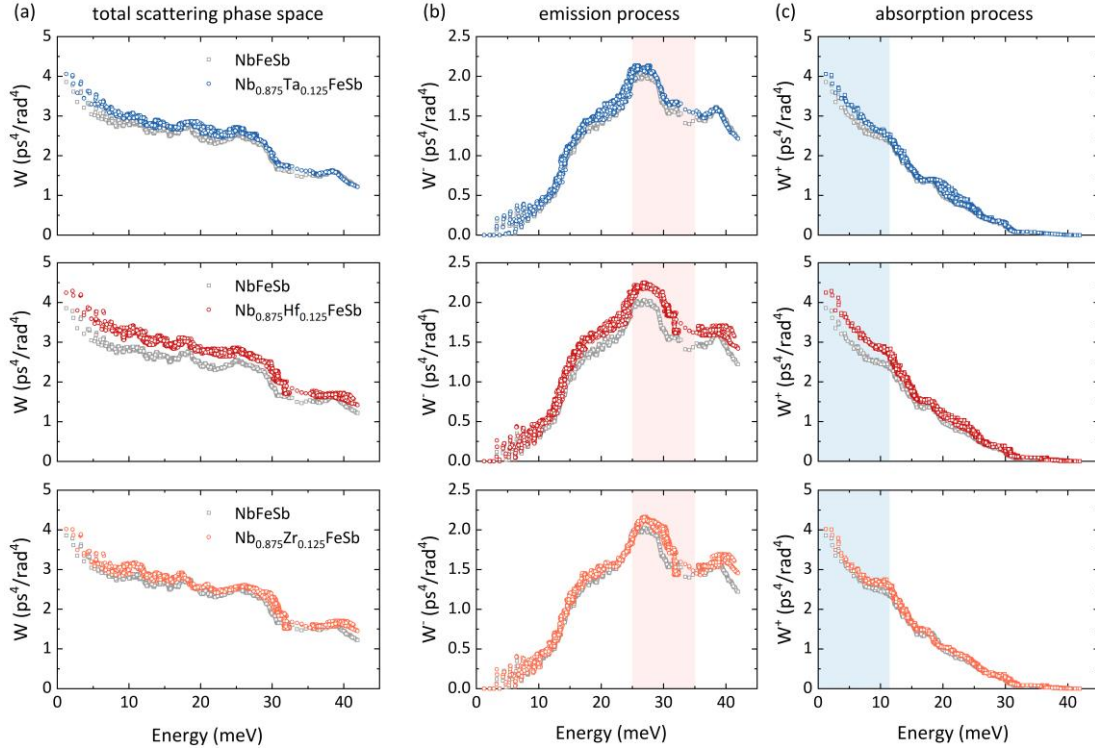 (a) total scattering phase space
(b) emission process
(c) absorption process
5
4
3
2
1
0
W (ps⁴/rad⁴)
NbFeSb
Nb₀.₈₇₅Ta₀.₁₂₅FeSb
2.5
2.0
1.5
1.0
0.5
0.0
W⁻ (ps⁴/rad⁴)
5
4
3
2
1
0
W⁺ (ps⁴/rad⁴)
5
4
3
2
1
0
W (ps⁴/rad⁴)
NbFeSb
Nb₀.₈₇₅Hf₀.₁₂₅FeSb
2.5
2.0
1.5
1.0
0.5
0.0
W⁻ (ps⁴/rad⁴)
5
4
3
2
1
0
W⁺ (ps⁴/rad⁴)
5
4
3
2
1
0
W (ps⁴/rad⁴)
NbFeSb
Nb₀.₈₇₅Zr₀.₁₂₅FeSb
0 10 20 30 40
Energy (meV)
2.5
2.0
1.5
1.0
0.5
0.0
W⁻ (ps⁴/rad⁴)
0 10 20 30 40
Energy (meV)
5
4
3
2
1
0
W⁺ (ps⁴/rad⁴)
0 10 20 30 40
Energy (meV)